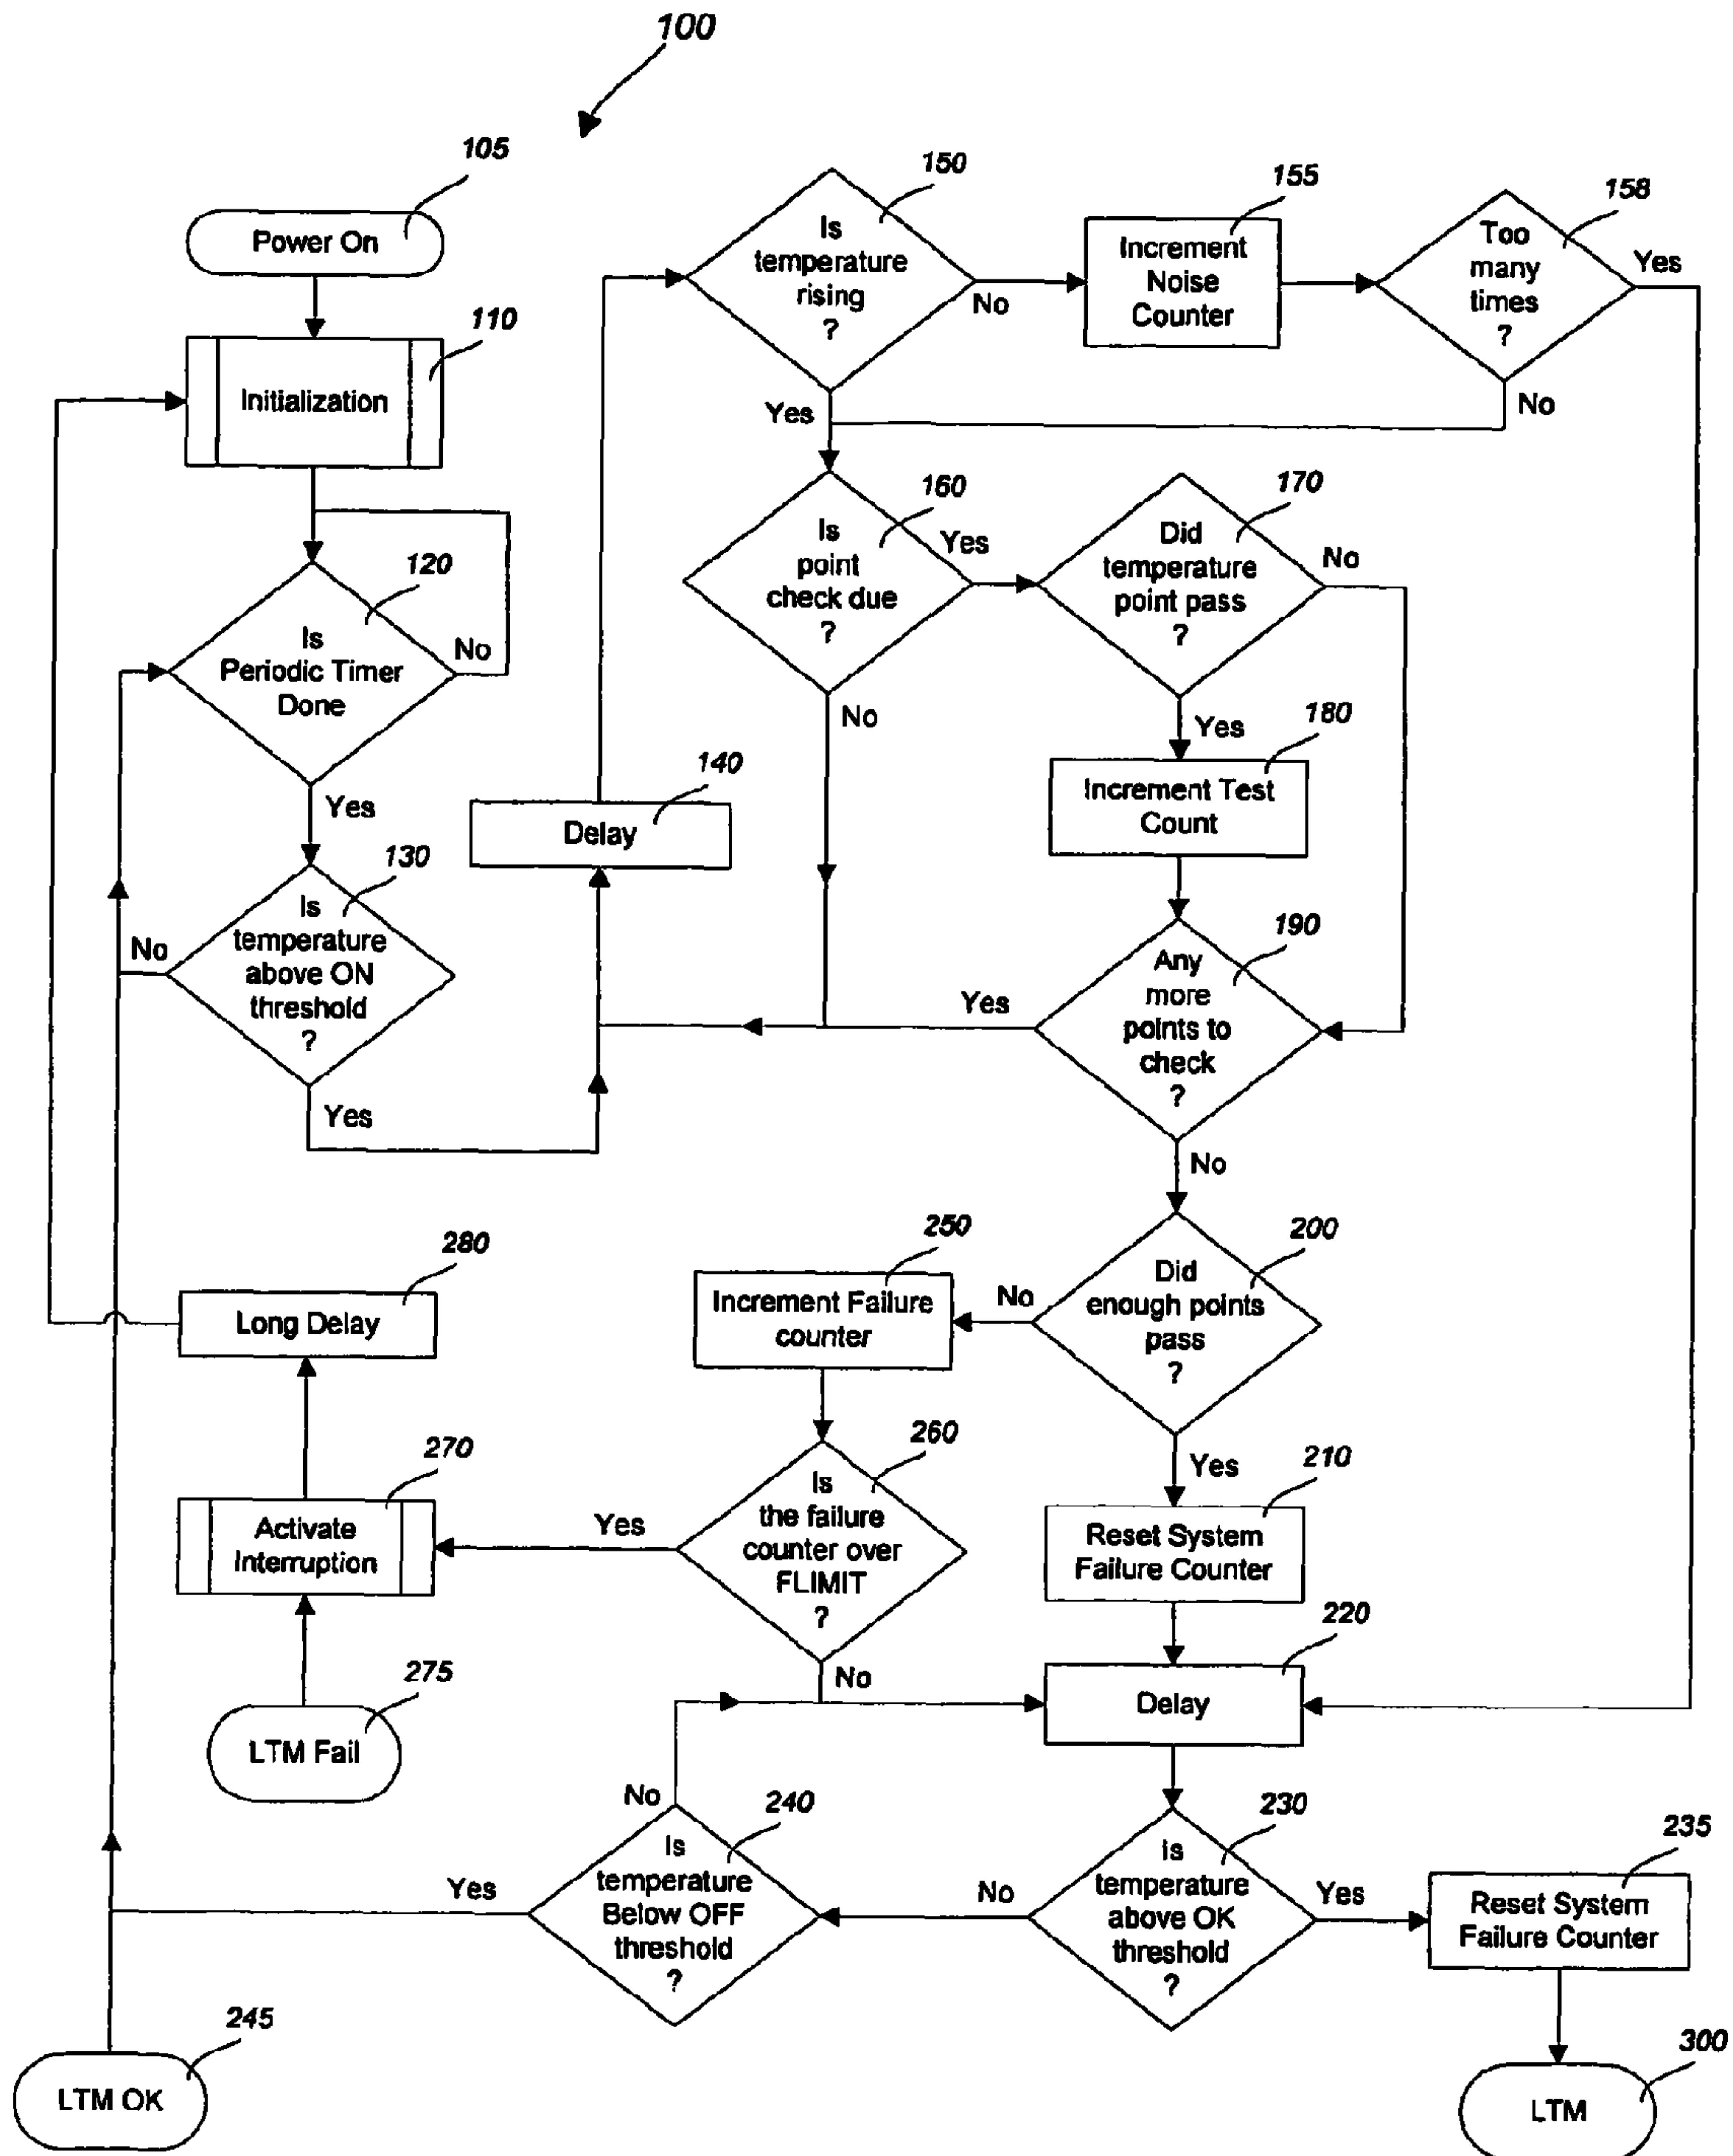 100
105
Power On
110
Initialization
120
Is
Periodic Timer
Done
No
Yes
130
Is
temperature
above ON
threshold
?
No
Yes
140
Delay
150
Is
temperature
rising
?
No
Yes
155
Increment
Noise
Counter
158
Too
many
times
?
Yes
No
160
Is
point
check due
?
Yes
No
170
Did
temperature
point pass
?
No
Yes
180
Increment Test
Count
190
Any
more
points to
check
?
Yes
No
200
Did
enough points
pass
?
No
Yes
250
Increment Failure
counter
260
Is
the failure
counter over
FLIMIT
?
Yes
No
280
Long Delay
270
Activate
Interruption
275
LTM Fail
210
Reset System
Failure Counter
220
Delay
230
Is
temperature
above OK
threshold
?
No
Yes
240
Is
temperature
Below OFF
threshold
?
No
Yes
235
Reset System
Failure Counter
245
LTM OK
300
LTM